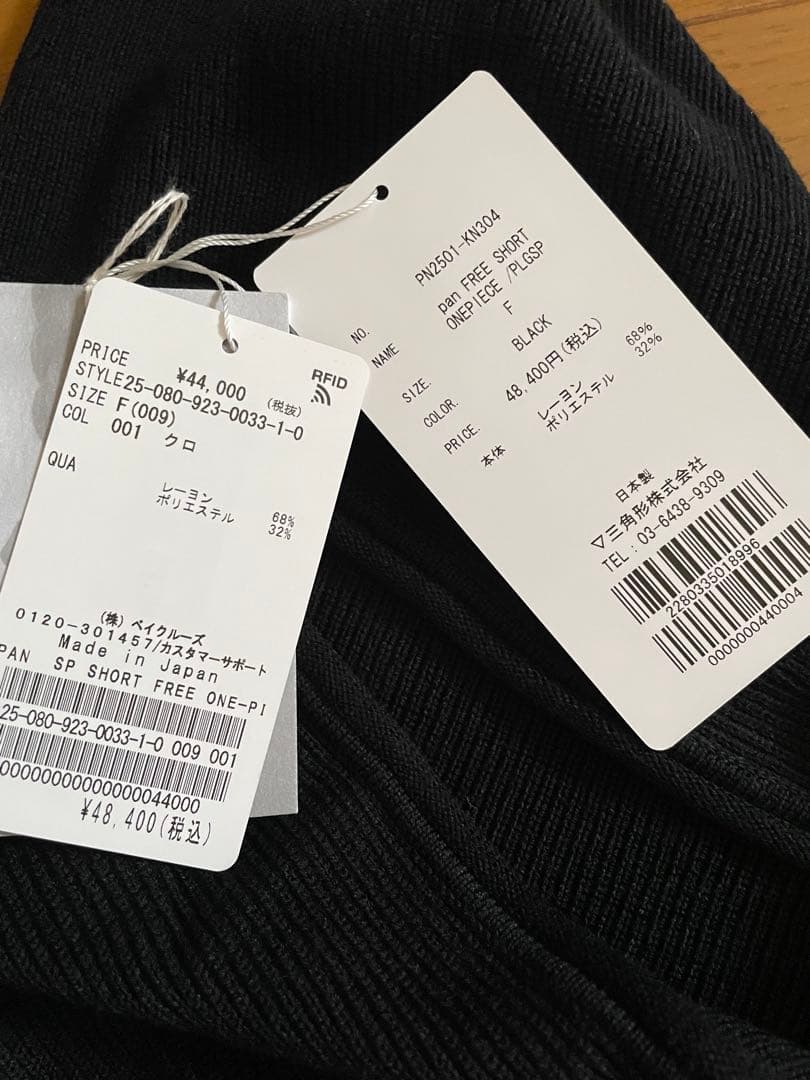 PRICE ¥44,000 (税抜)
RFID
STYLE25-080-923-0033-1-0
SIZE F(009)
COL 001 クロ
QUA
レーヨン 68%
ポリエステル 32%
(株) ベイクルーズ
0120-301457/カスタマーサポート
Made in Japan
PAN SP SHORT FREE ONE-PI
25-080-923-0033-1-0 009 001
¥48,400(税込)
NO. PN2501-KN304
NAME pan FREE SHORT
ONEPIECE /PLGSP
SIZE. F
COLOR. BLACK
PRICE. 48,400円(税込)
本体 レーヨン 68%
ポリエステル 32%
日本製
▽三角形株式会社
TEL : 03-6438-9309
2280335018996
0000000440004